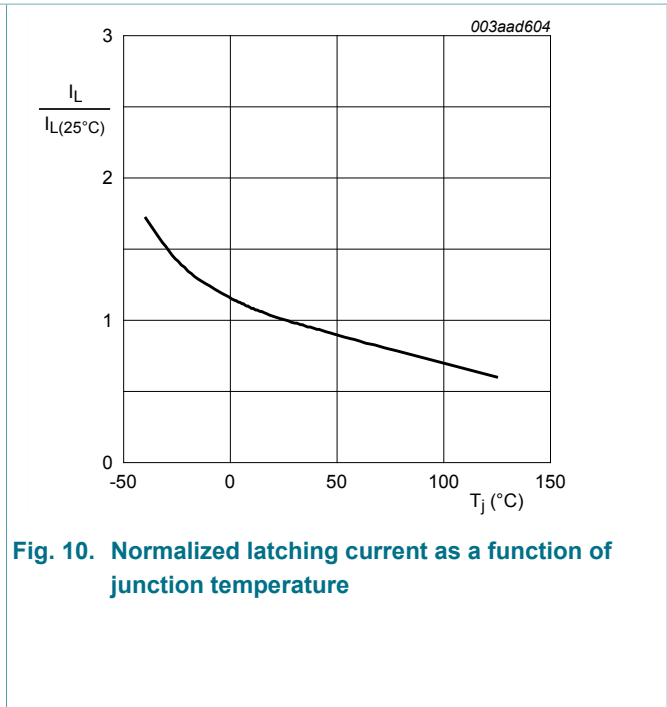 003aad604
3
I_L
I_L(25°C)
2
1
0
-50 0 50 100 150
T_j (°C)
Fig. 10. Normalized latching current as a function of
junction temperature